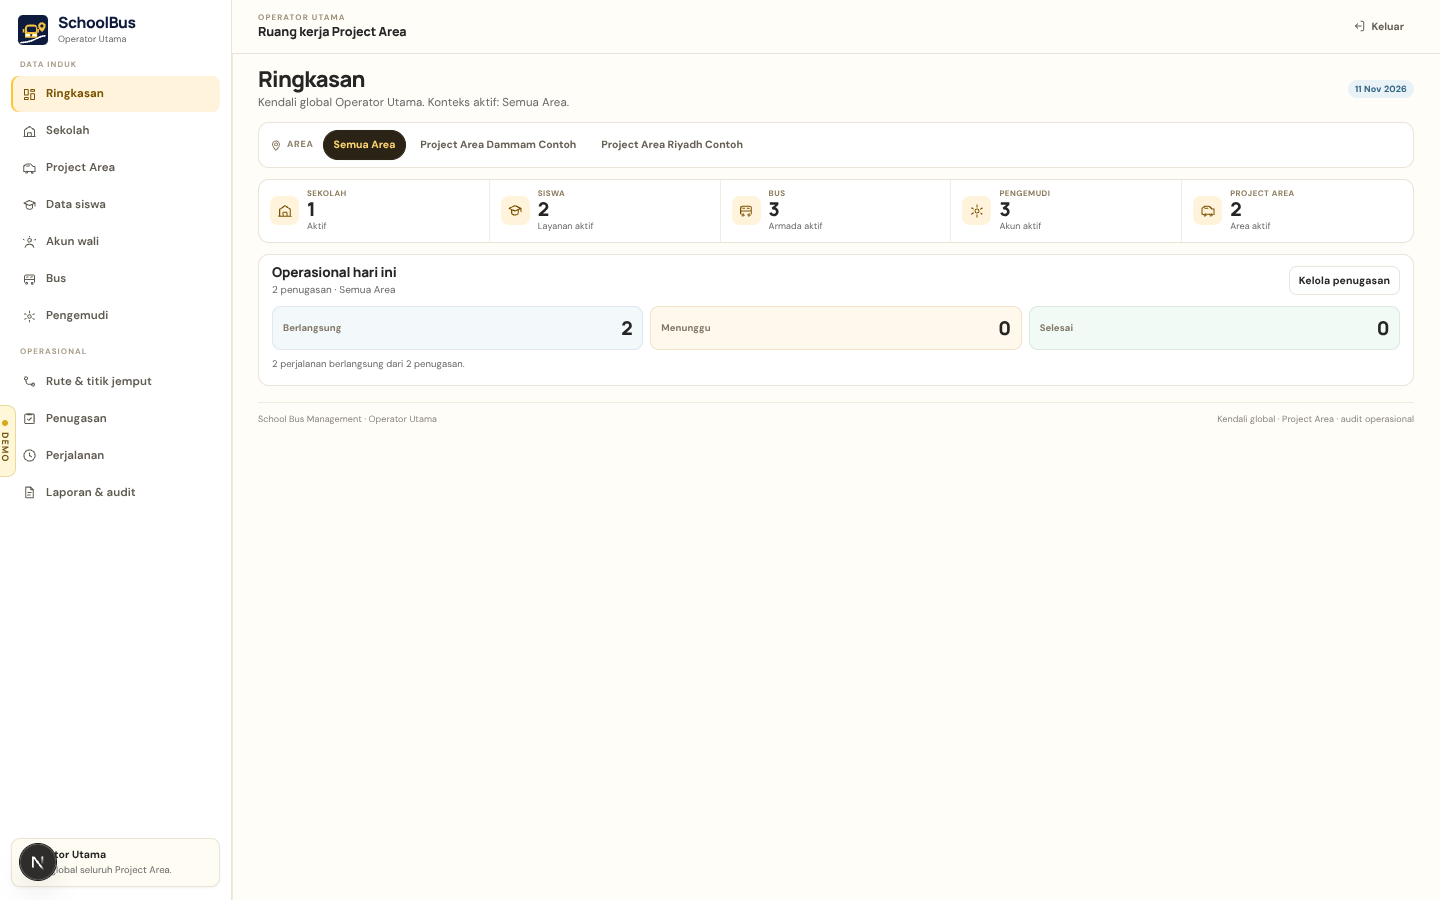 SchoolBus
Operator Utama
DATA INDUK
Ringkasan
Sekolah
Project Area
Data siswa
Akun wali
Bus
Pengemudi
OPERASIONAL
Rute & titik jemput
Penugasan
Perjalanan
Laporan & audit
DEMO
N
tor Utama
lobal seluruh Project Area.
OPERATOR UTAMA
Ruang kerja Project Area
Keluar
Ringkasan
Kendali global Operator Utama. Konteks aktif: Semua Area.
11 Nov 2026
AREA
Semua Area
Project Area Dammam Contoh
Project Area Riyadh Contoh
SEKOLAH
1
Aktif
SISWA
2
Layanan aktif
BUS
3
Armada aktif
PENGEMUDI
3
Akun aktif
PROJECT AREA
2
Area aktif
Operasional hari ini
2 penugasan · Semua Area
Kelola penugasan
Berlangsung 2
Menunggu 0
Selesai 0
2 perjalanan berlangsung dari 2 penugasan.
School Bus Management · Operator Utama
Kendali global · Project Area · audit operasional